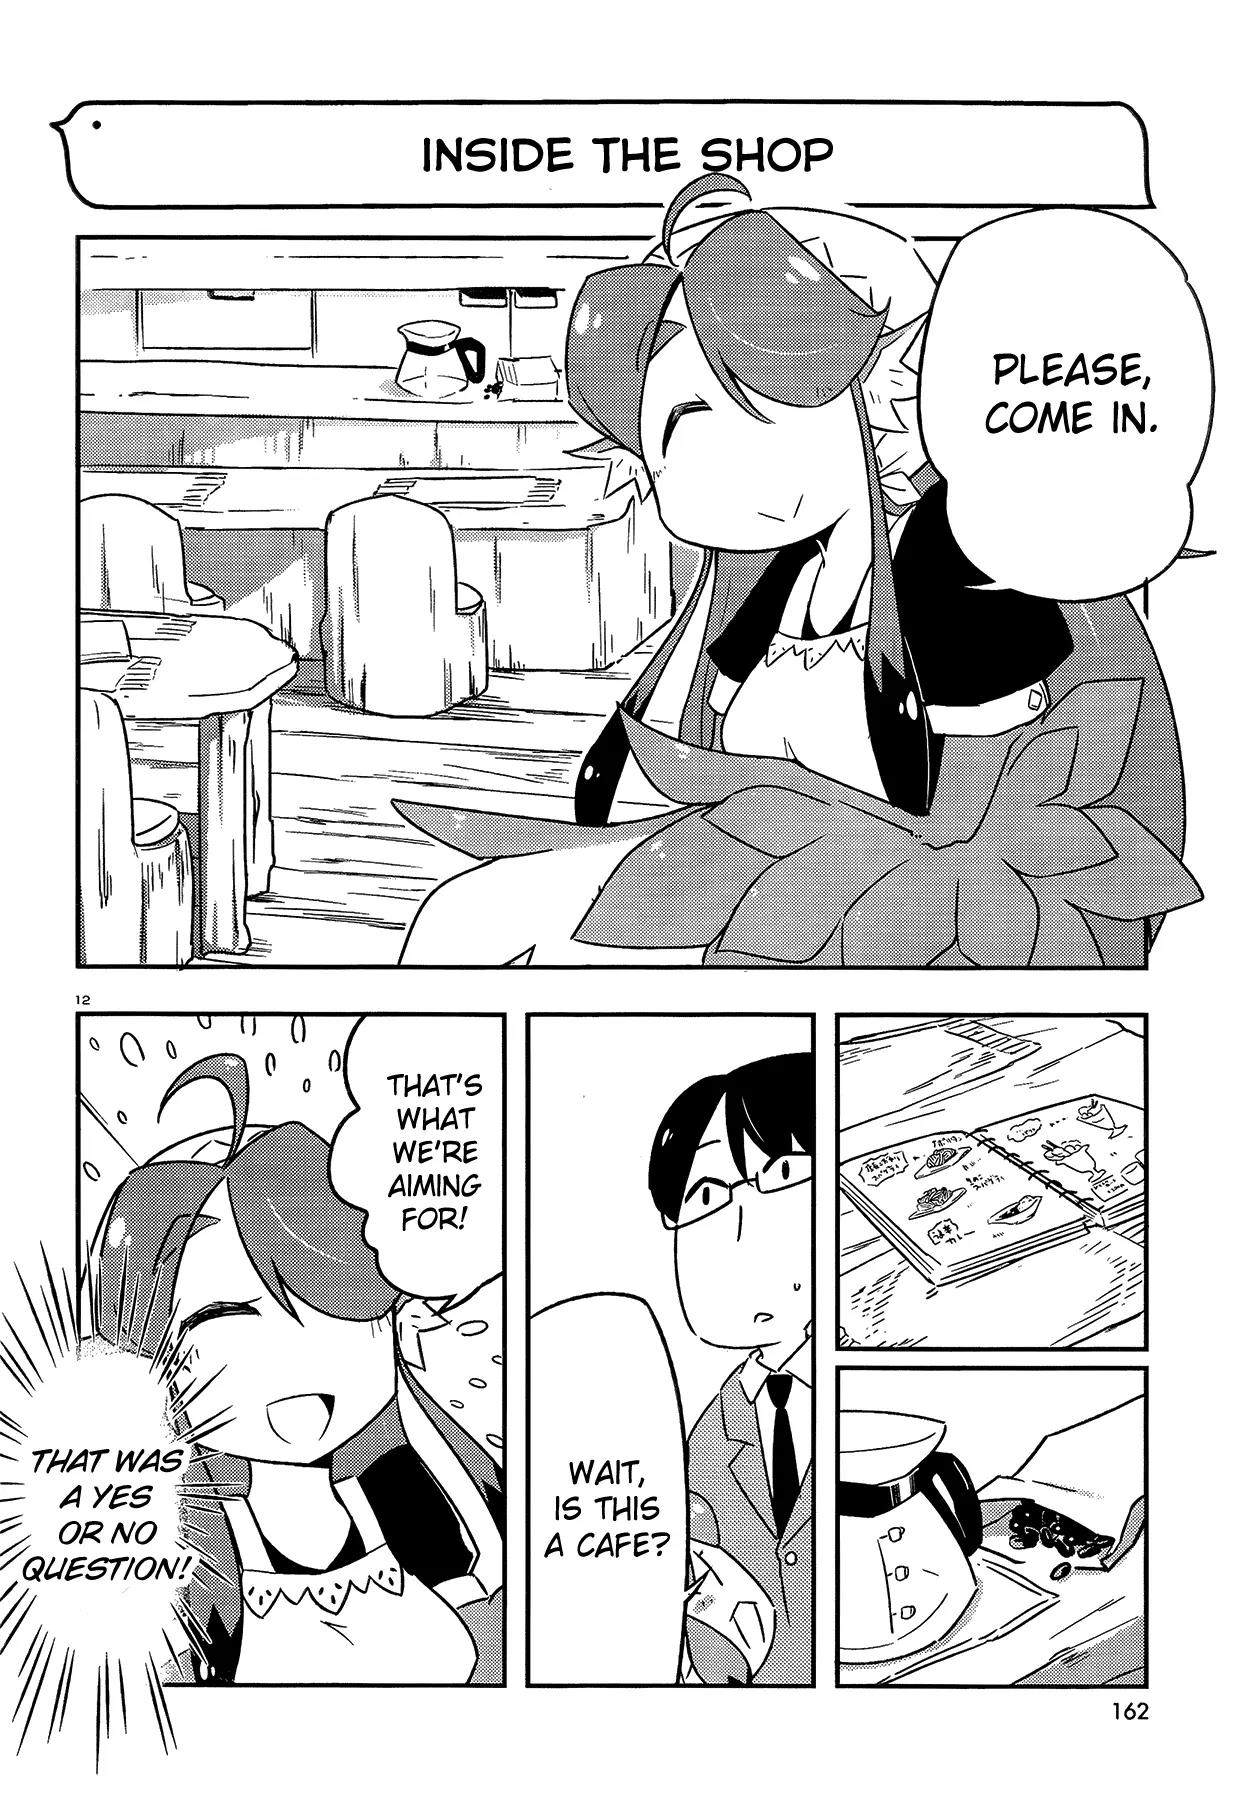 INSIDE THE SHOP
PLEASE,
COME IN.
12
WAIT,
IS THIS
A CAFE?
THAT'S
WHAT
WE'RE
AIMING
FOR!
THAT WAS
A YES
OR NO
QUESTION!
162